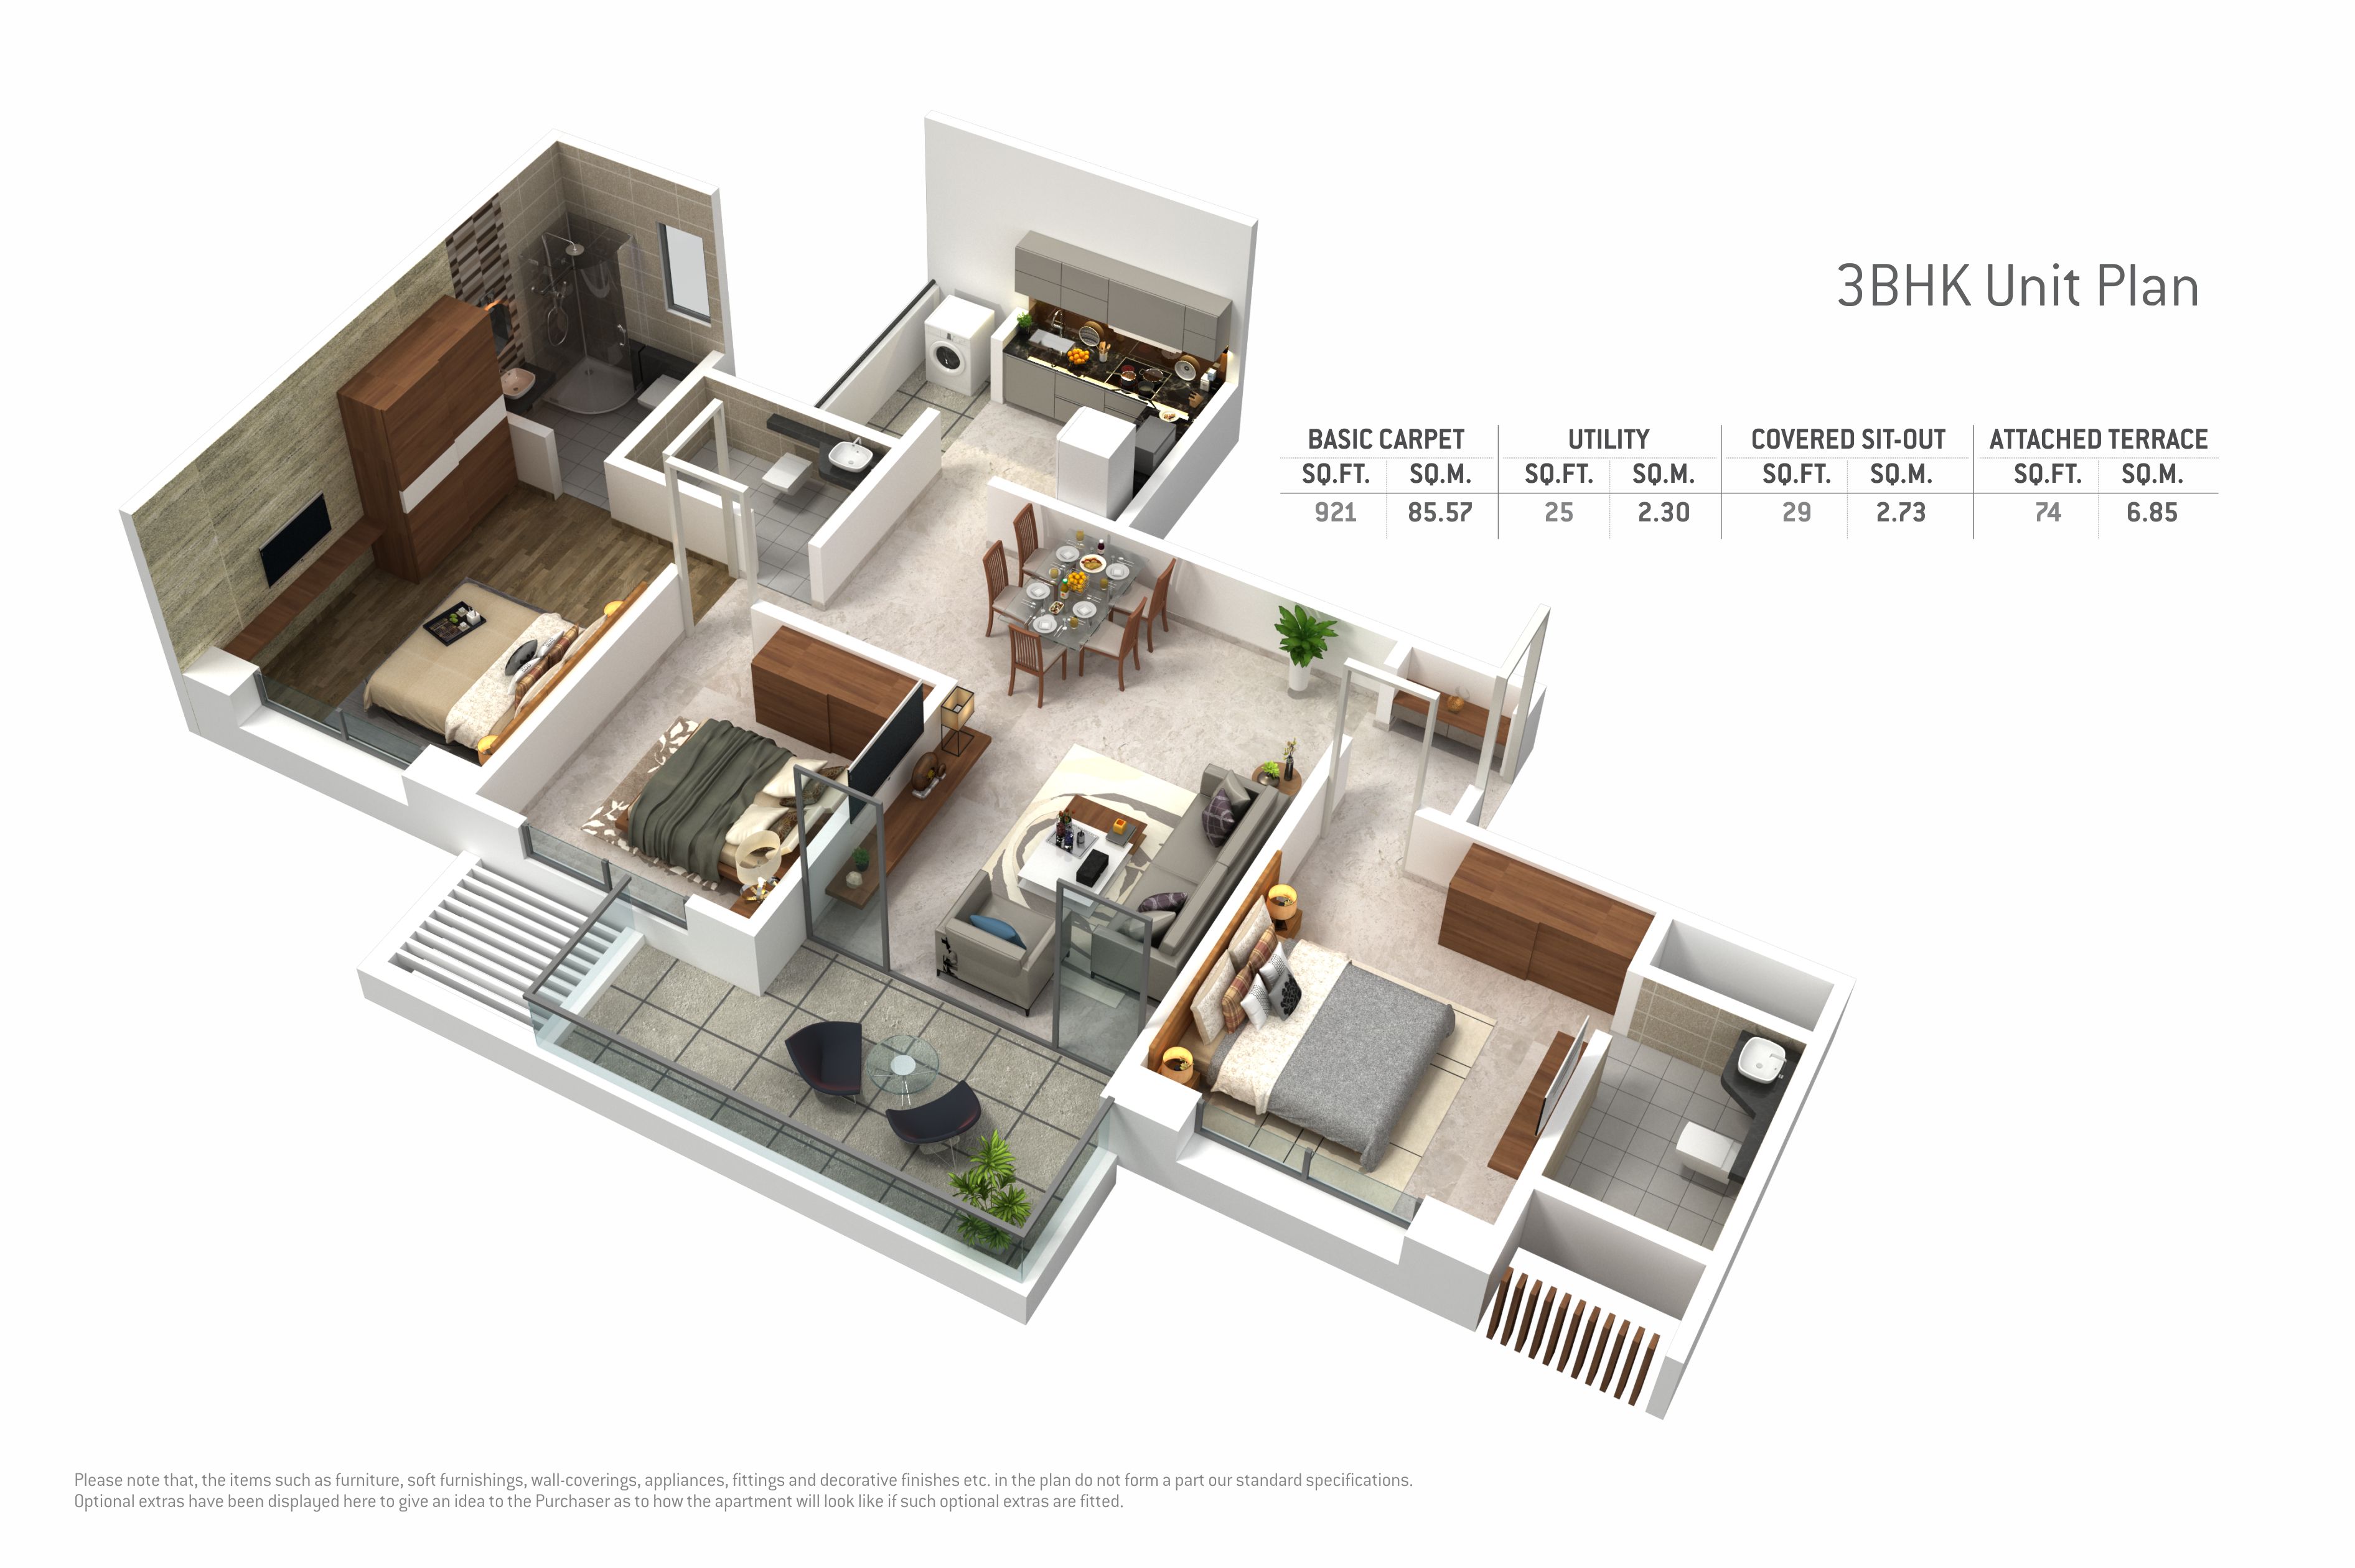 3BHK Unit Plan
BASIC CARPET UTILITY COVERED SIT-OUT ATTACHED TERRACE
SQ.FT. SQ.M. SQ.FT. SQ.M. SQ.FT. SQ.M. SQ.FT. SQ.M.
921 85.57 25 2.30 29 2.73 74 6.85
Please note that, the items such as furniture, soft furnishings, wall-coverings, appliances, fittings and decorative finishes etc. in the plan do not form a part our standard specifications.
Optional extras have been displayed here to give an idea to the Purchaser as to how the apartment will look like if such optional extras are fitted.